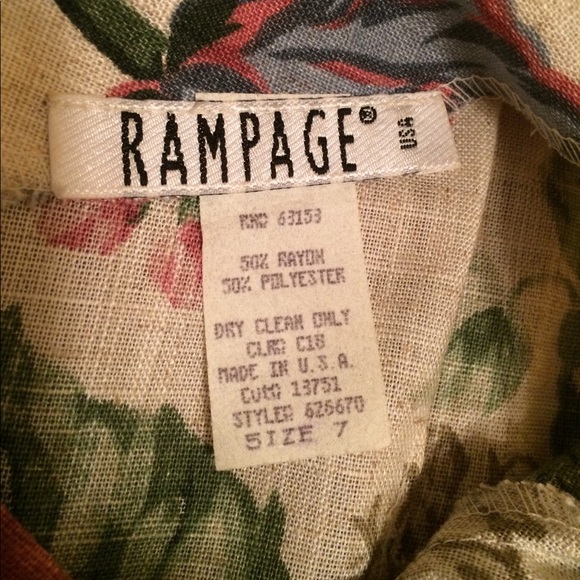 RAMPAGE® USA
RN# 63153
50% RAYON
50% POLYESTER
DRY CLEAN ONLY
CLR# C18
MADE IN U.S.A.
CUT# 13751
STYLE# 626670
SIZE 7